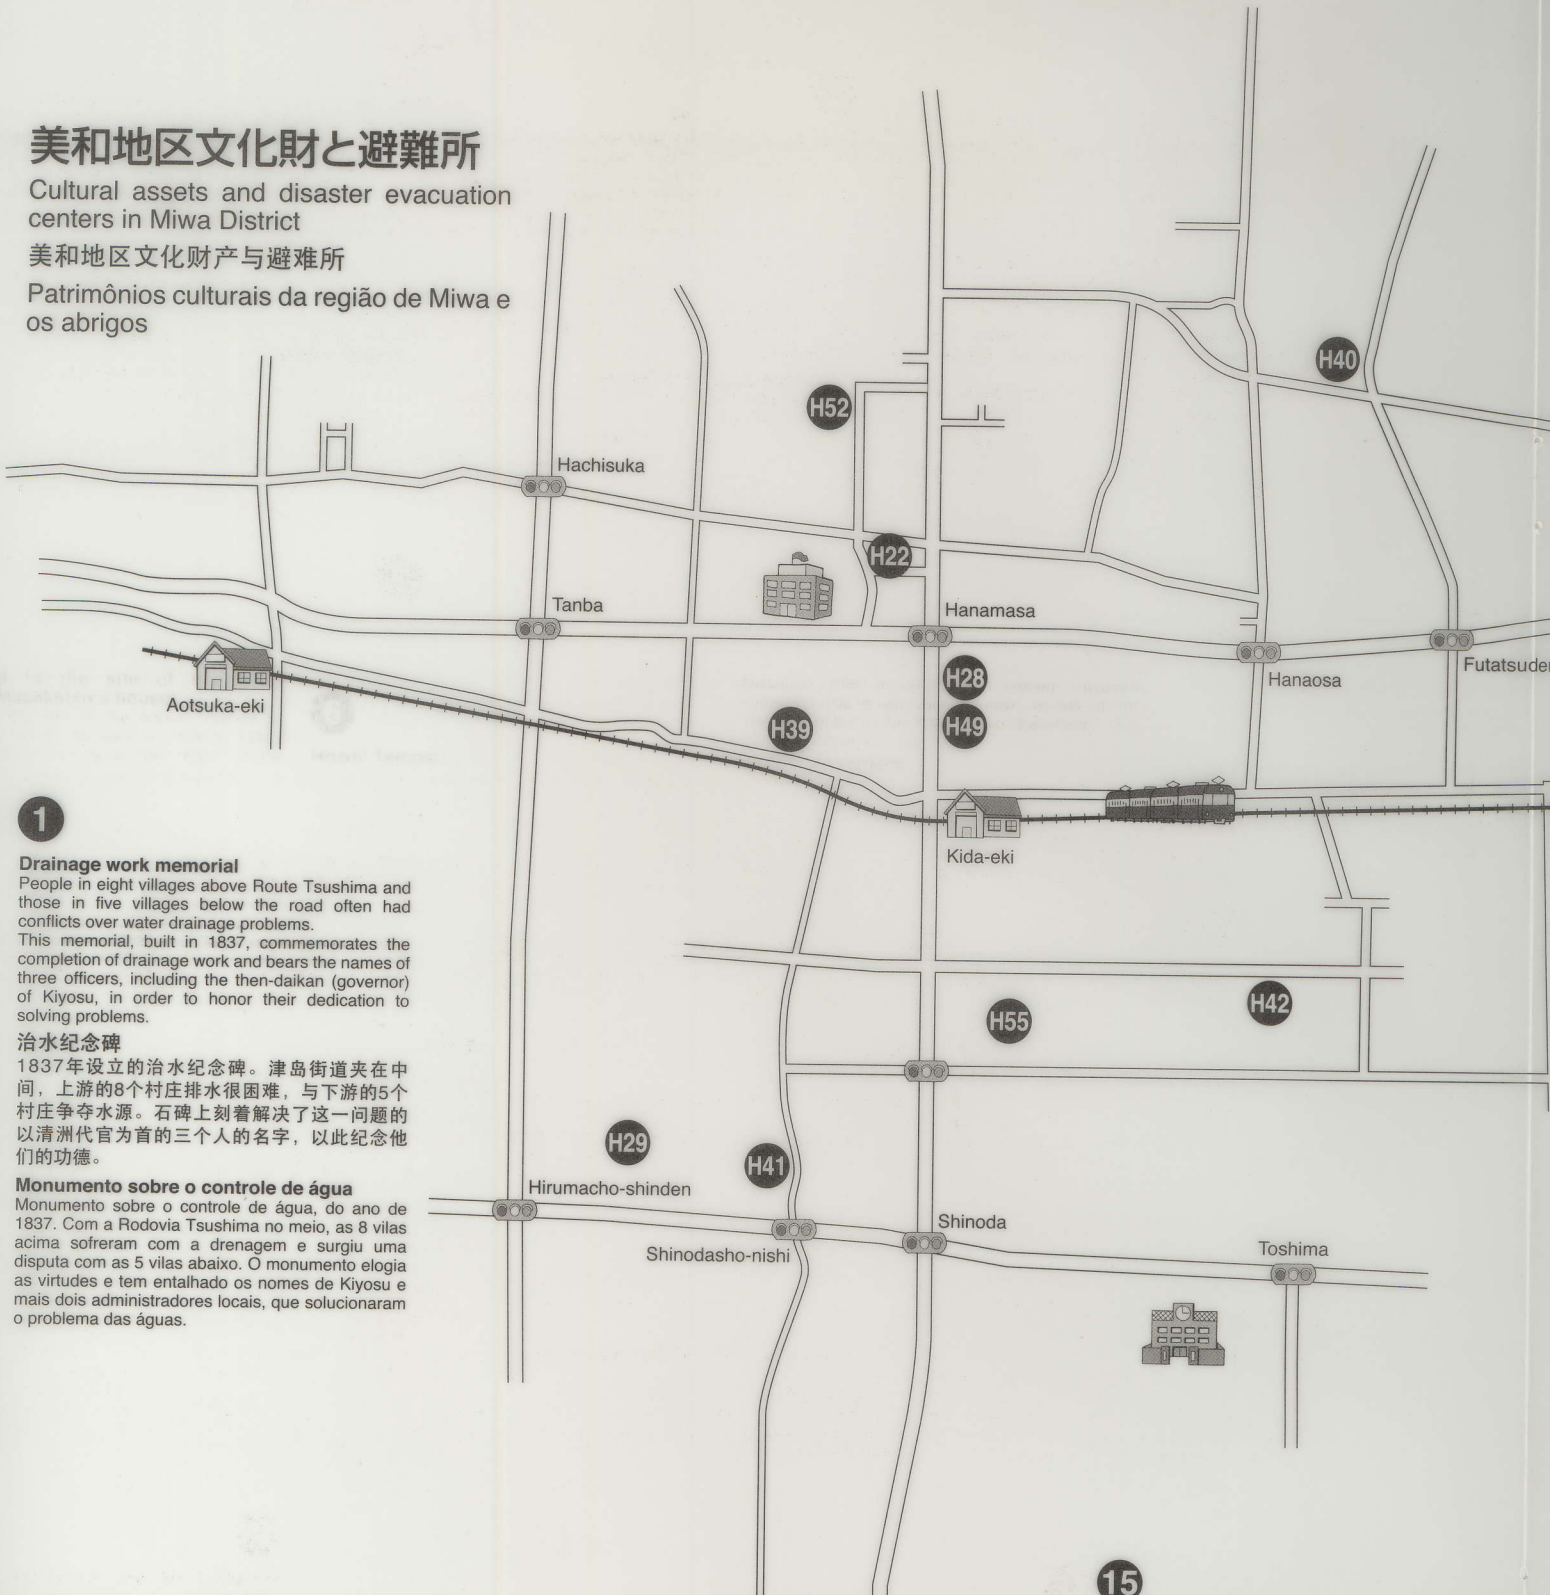 美和地区文化財と避難所
Cultural assets and disaster evacuation
centers in Miwa District
美和地区文化财产与避难所
Patrimônios culturais da região de Miwa e
os abrigos
H40
H52
Hachisuka
H22
Tanba
Hanamasa
Hanaosa
Futatsuden
Aotsuka-eki
H28
H49
H39
Kida-eki
1
Drainage work memorial
People in eight villages above Route Tsushima and
those in five villages below the road often had
conflicts over water drainage problems.
This memorial, built in 1837, commemorates the
completion of drainage work and bears the names of
three officers, including the then-daikan (governor)
of Kiyosu, in order to honor their dedication to
solving problems.
治水纪念碑
1837年设立的治水纪念碑。津岛街道夹在中
间，上游的8个村庄排水很困难，与下游的5个
村庄争夺水源。石碑上刻着解决了这一问题的
以清洲代官为首的三个人的名字，以此纪念他
们的功德。
Monumento sobre o controle de água
Monumento sobre o controle de água, do ano de
1837. Com a Rodovia Tsushima no meio, as 8 vilas
acima sofreram com a drenagem e surgiu uma
disputa com as 5 vilas abaixo. O monumento elogia
as virtudes e tem entalhado os nomes de Kiyosu e
mais dois administradores locais, que solucionaram
o problema das águas.
H42
H55
H29
H41
Hirumacho-shinden
Shinodasho-nishi
Shinoda
Toshima
15